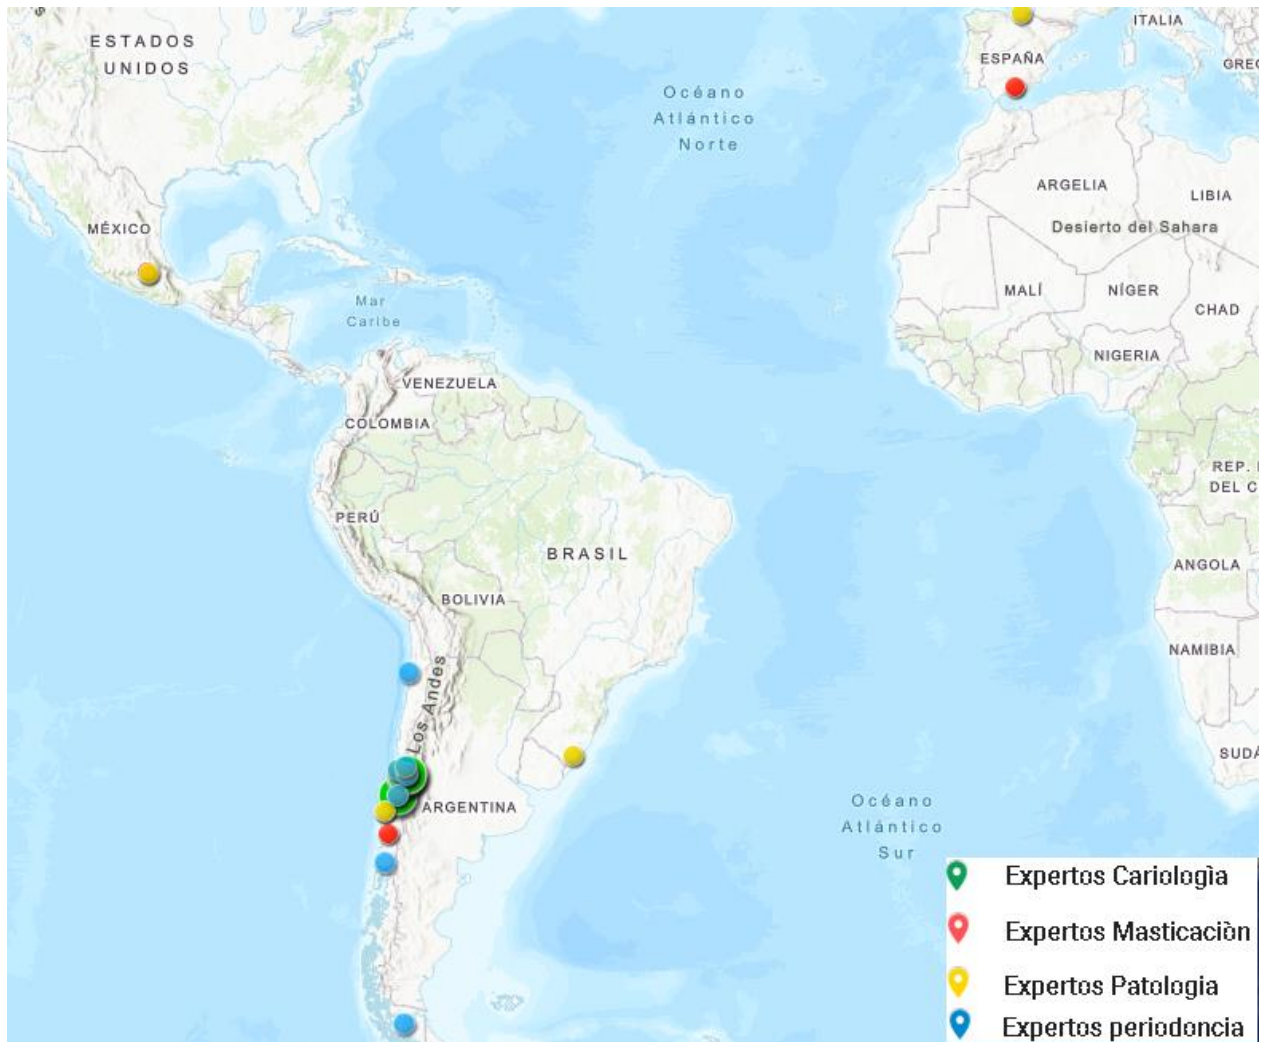 ESTADOS
UNIDOS
ITALIA
ESPAÑA
GREC
Océano
Atlántico
Norte
ARGELIA
LIBIA
Desierto del Sahara
MÉXICO
MALÍ
NÍGER
CHAD
Mar
Caribe
NIGERIA
VENEZUELA
COLOMBIA
REP.
DEL C
PERÚ
BRASIL
ANGOLA
BOLIVIA
NAMIBIA
Los Andes
SUDÁ
ARGENTINA
Océano
Atlántico
Sur
Expertos Cariologìa
Expertos Masticaciòn
Expertos Patologia
Expertos periodoncia